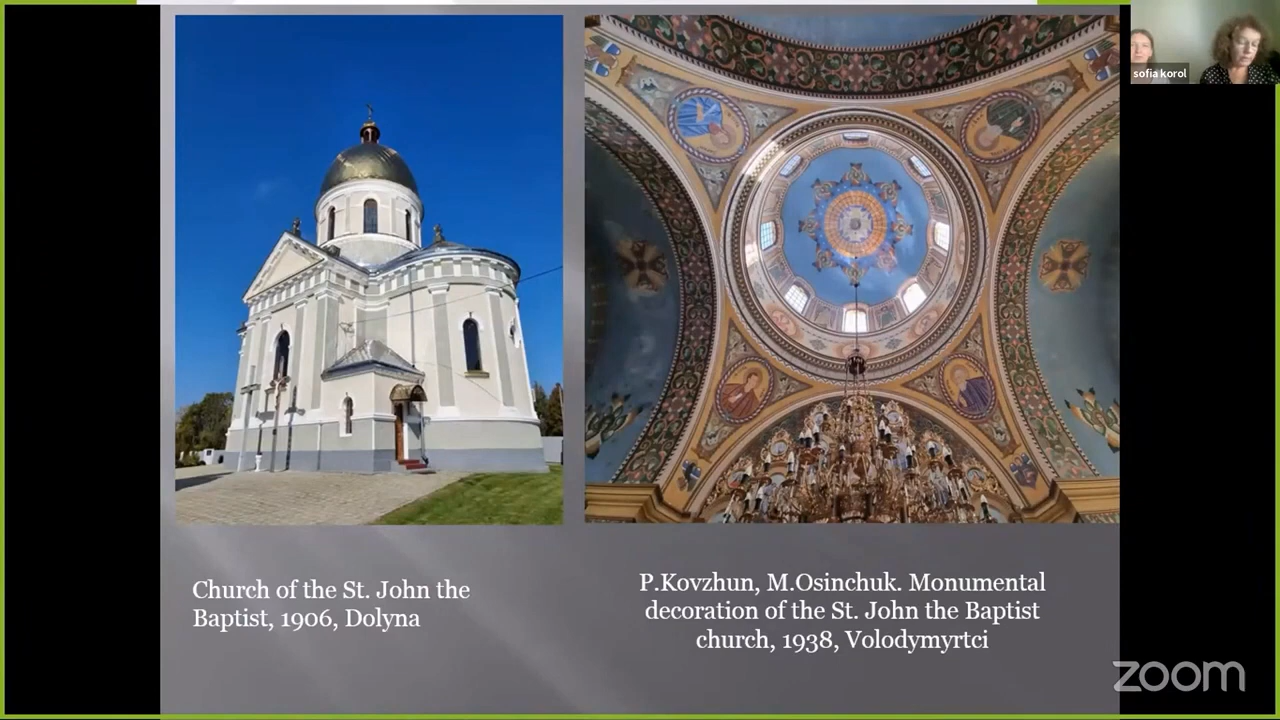 sofia korol
Church of the St. John the
Baptist, 1906, Dolyna
P.Kovzhun, M.Osinchuk. Monumental
decoration of the St. John the Baptist
church, 1938, Volodymyrtci
zoom